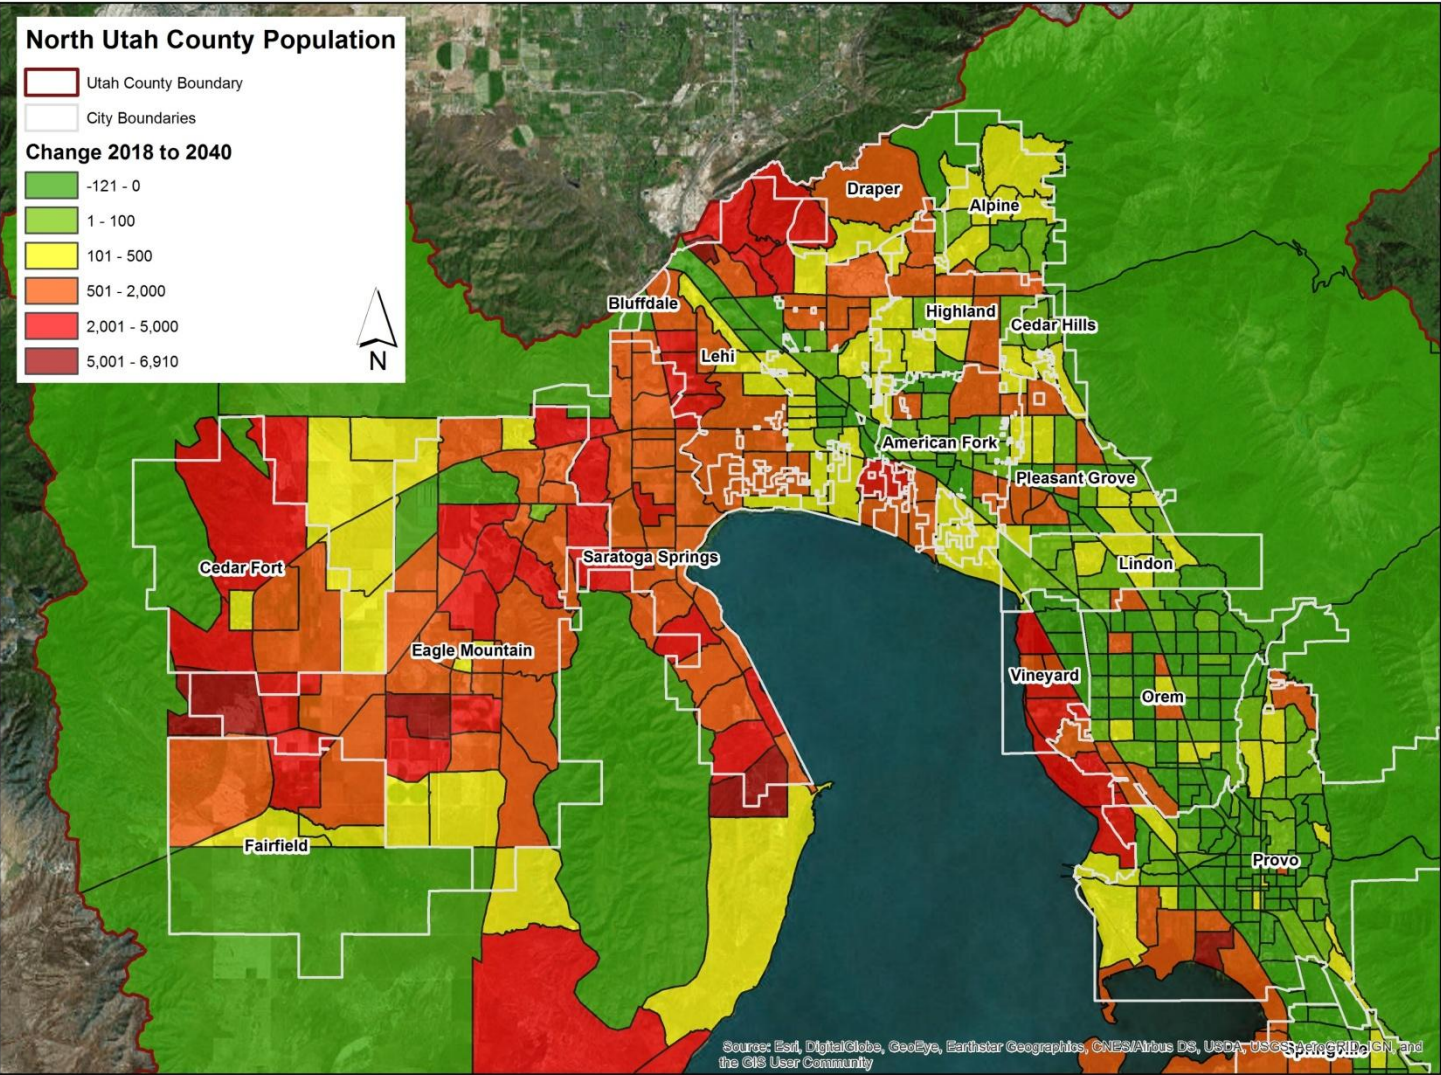 North Utah County Population
Utah County Boundary
City Boundaries
Change 2018 to 2040
-121 - 0
1 - 100
101 - 500
501 - 2,000
2,001 - 5,000
5,001 - 6,910
N
Draper
Alpine
Bluffdale
Highland
Cedar Hills
Lehi
American Fork
Pleasant Grove
Saratoga Springs
Lindon
Cedar Fort
Eagle Mountain
Vineyard
Orem
Fairfield
Provo
Springville
Source: Esri, DigitalGlobe, GeoEye, Earthstar Geographics, CNES/Airbus DS, USDA, USGS, AeroGRID, IGN, and
the GIS User Community